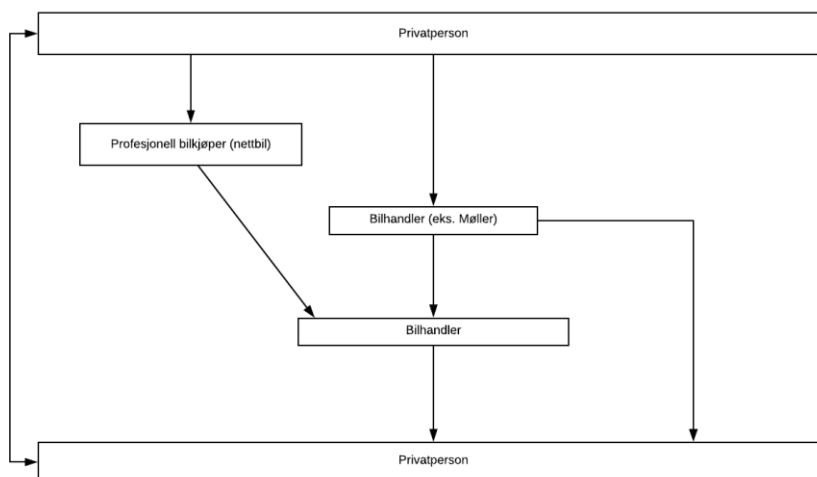 Privatperson
Profesjonell bilkjøper (nettbil)
Bilhandler (eks. Møller)
Bilhandler
Privatperson